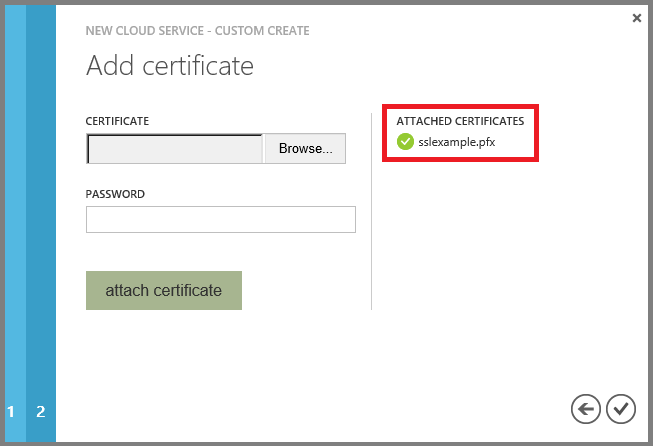 NEW CLOUD SERVICE - CUSTOM CREATE
Add certificate
CERTIFICATE
Browse...
PASSWORD
attach certificate
ATTACHED CERTIFICATES
sslexample.pfx
1 2